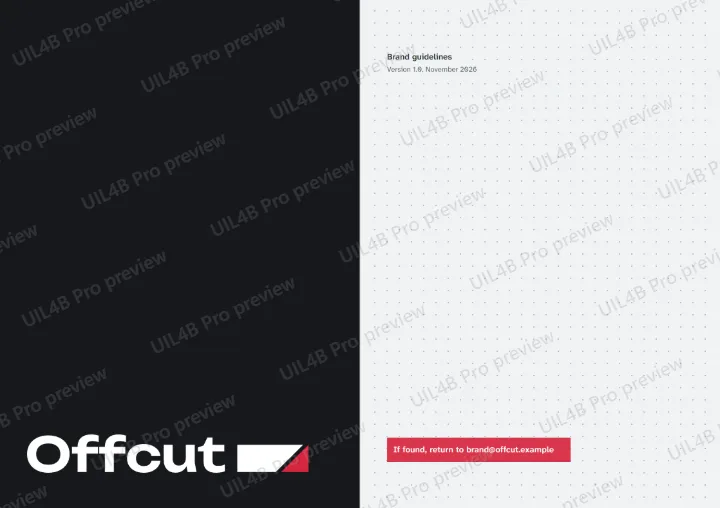 Brand guidelines
Version 1.0. November 2026
Offcut
If found, return to brand@offcut.example
UIL4B Pro preview